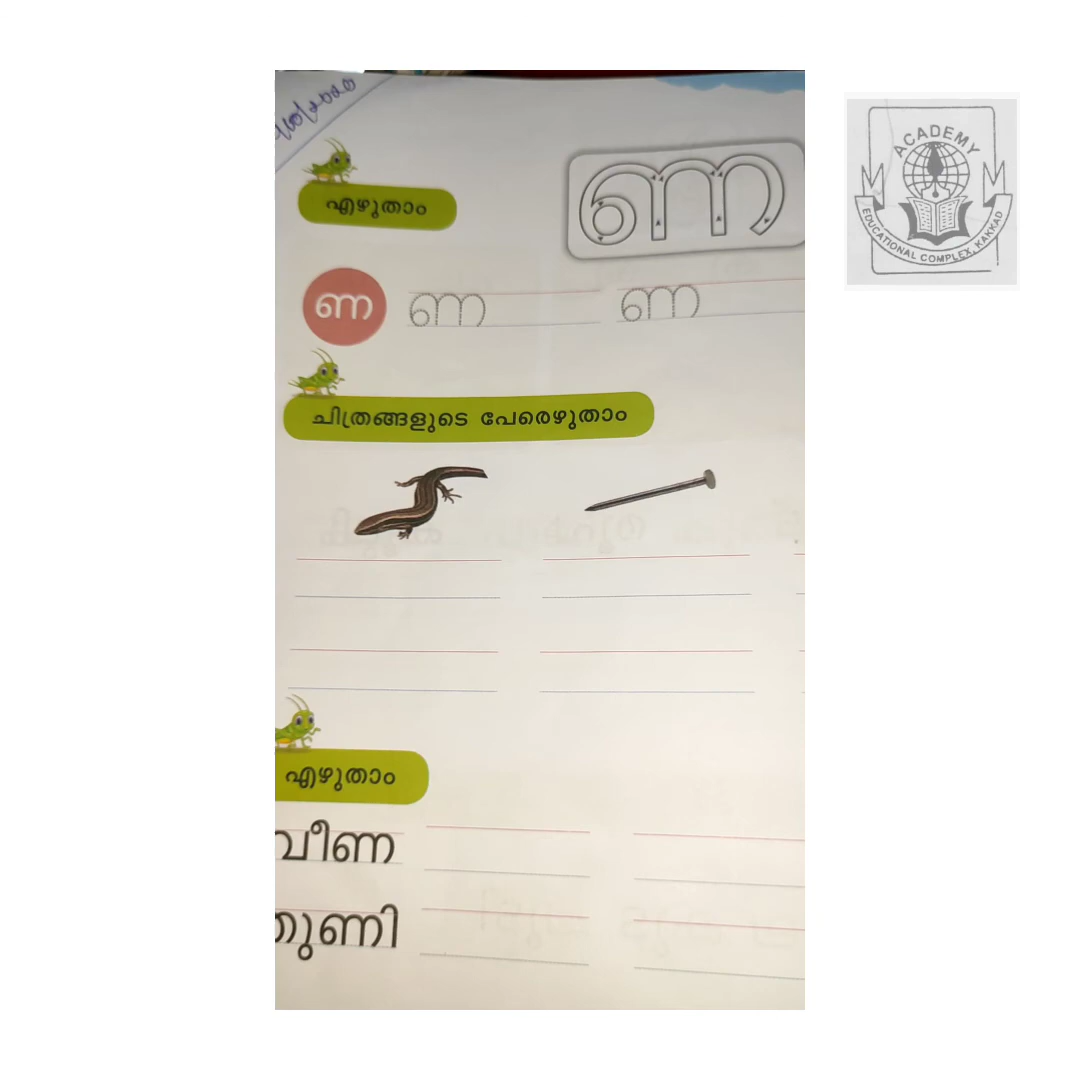 എഴുതാം
ണ
ണ ണ ണ
ചിത്രങ്ങളുടെ പേരെഴുതാം
എഴുതാം
വീണ
തുണി
ACADEMY
M M
EDUCATIONAL COMPLEX, KAKKAD